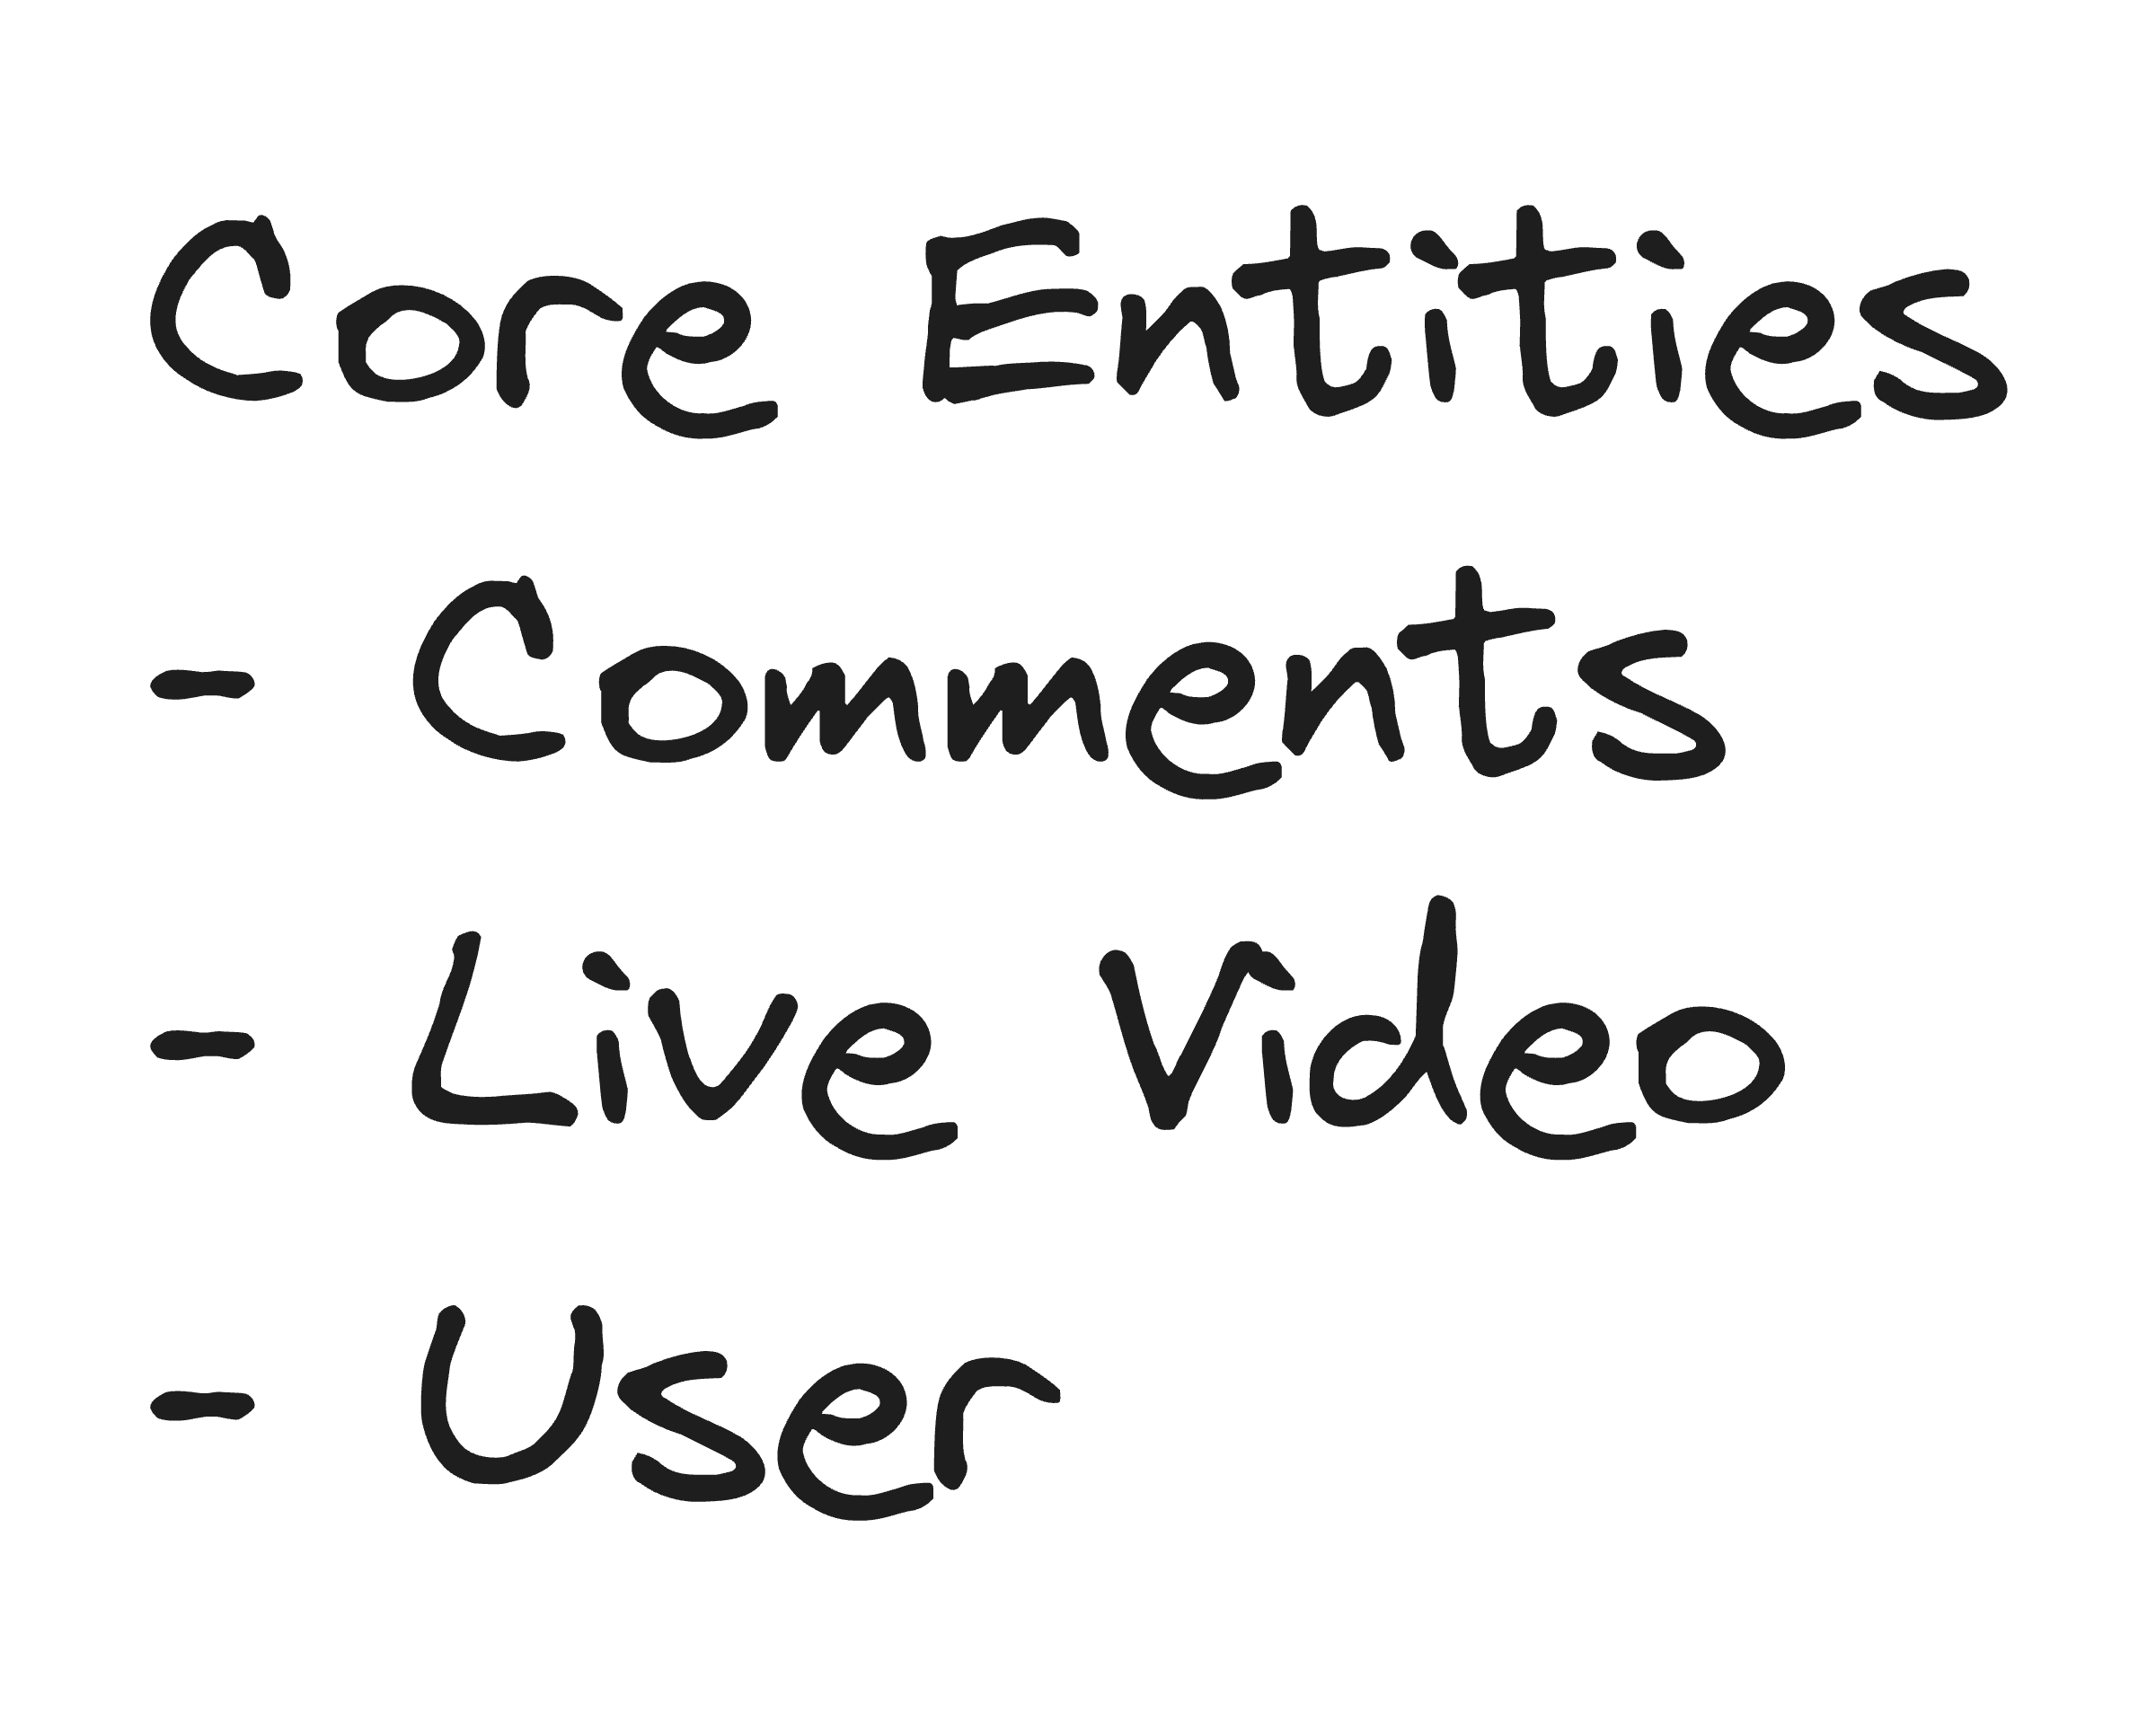 Core Entities
- Comments
- Live Video
- User